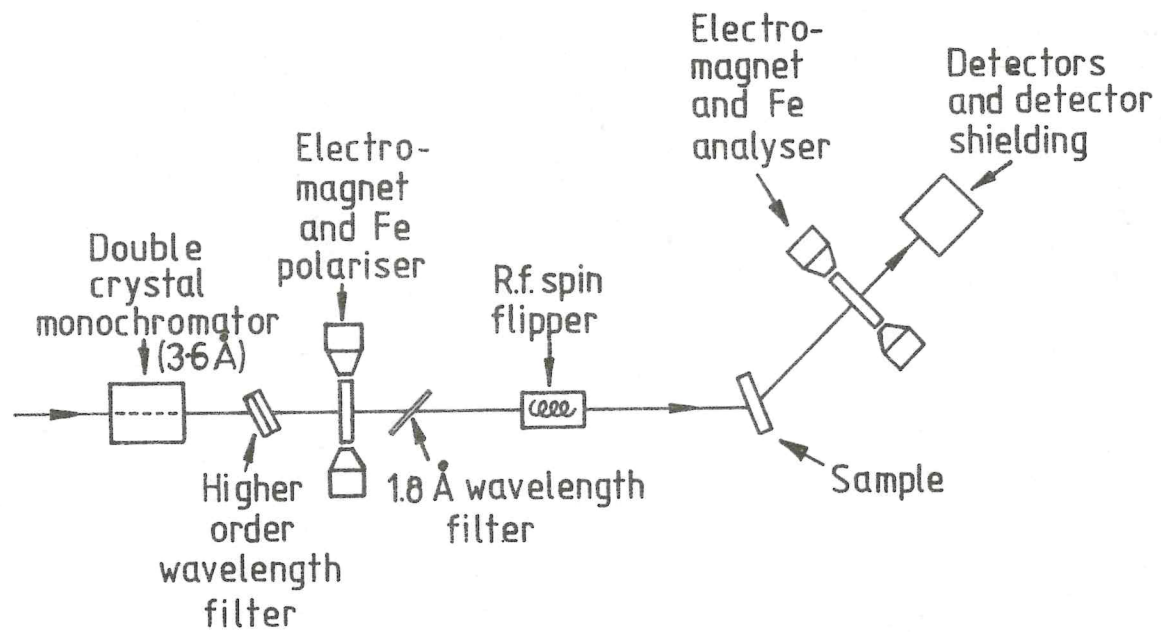 Double
crystal
monochromator
(3·6 Å)
Higher
order
wavelength
filter
Electro-
magnet
and Fe
polariser
1.8 Å wavelength
filter
R.f. spin
flipper
Sample
Electro-
magnet
and Fe
analyser
Detectors
and detector
shielding